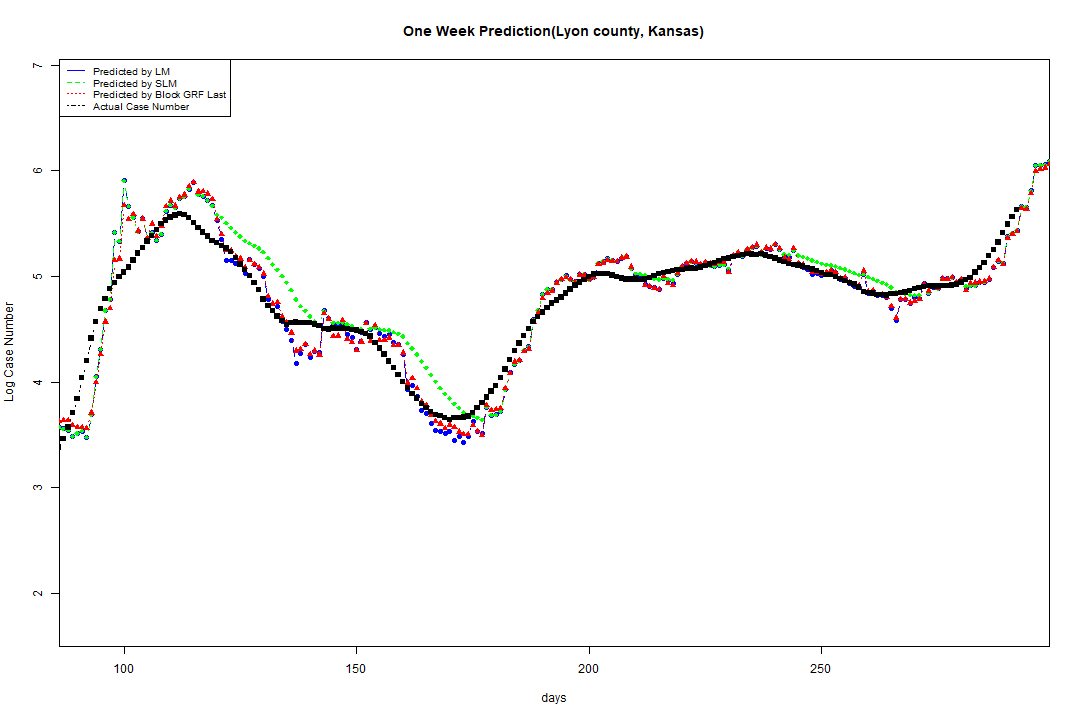 One Week Prediction(Lyon county, Kansas)
Predicted by LM
Predicted by SLM
Predicted by Block GRF Last
Actual Case Number
7
6
5
4
3
2
Log Case Number
100 150 200 250
days